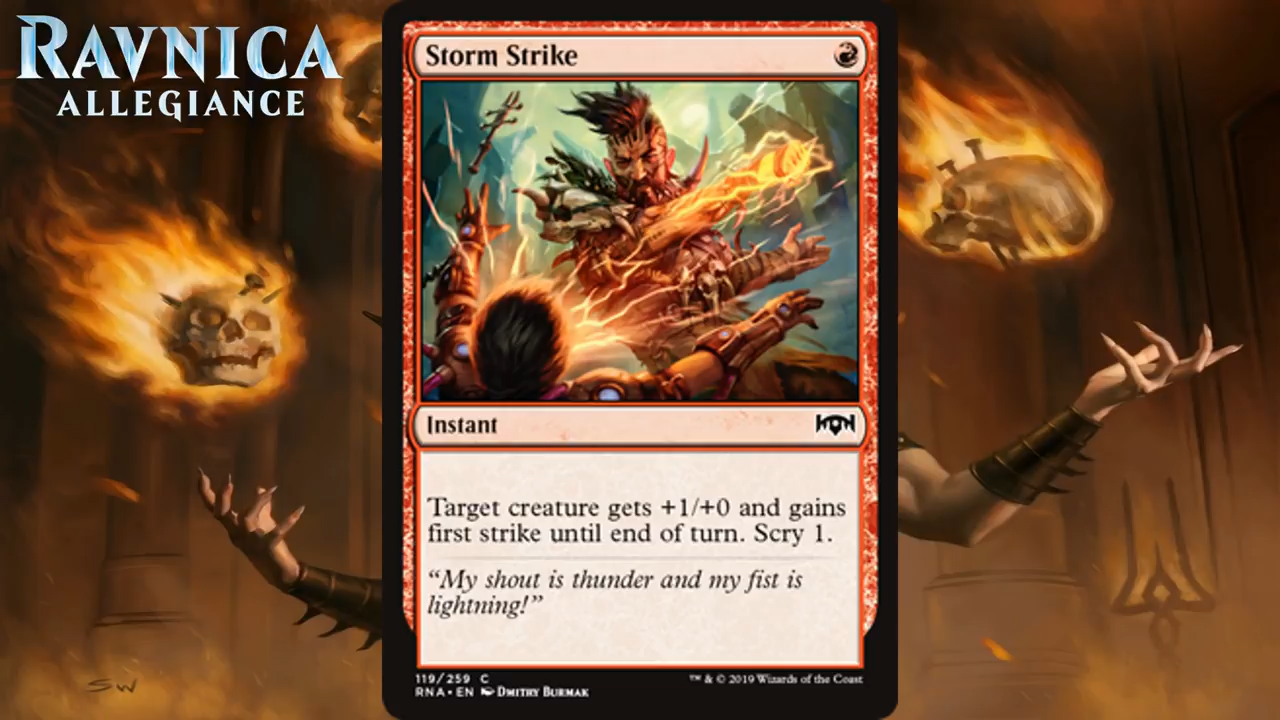 RAVNICA
ALLEGIANCE
Storm Strike
Instant
Target creature gets +1/+0 and gains
first strike until end of turn. Scry 1.
“My shout is thunder and my fist is
lightning!”
119/259 C
RNA • EN DMITRY BURMAK
™ & © 2019 Wizards of the Coast
SW